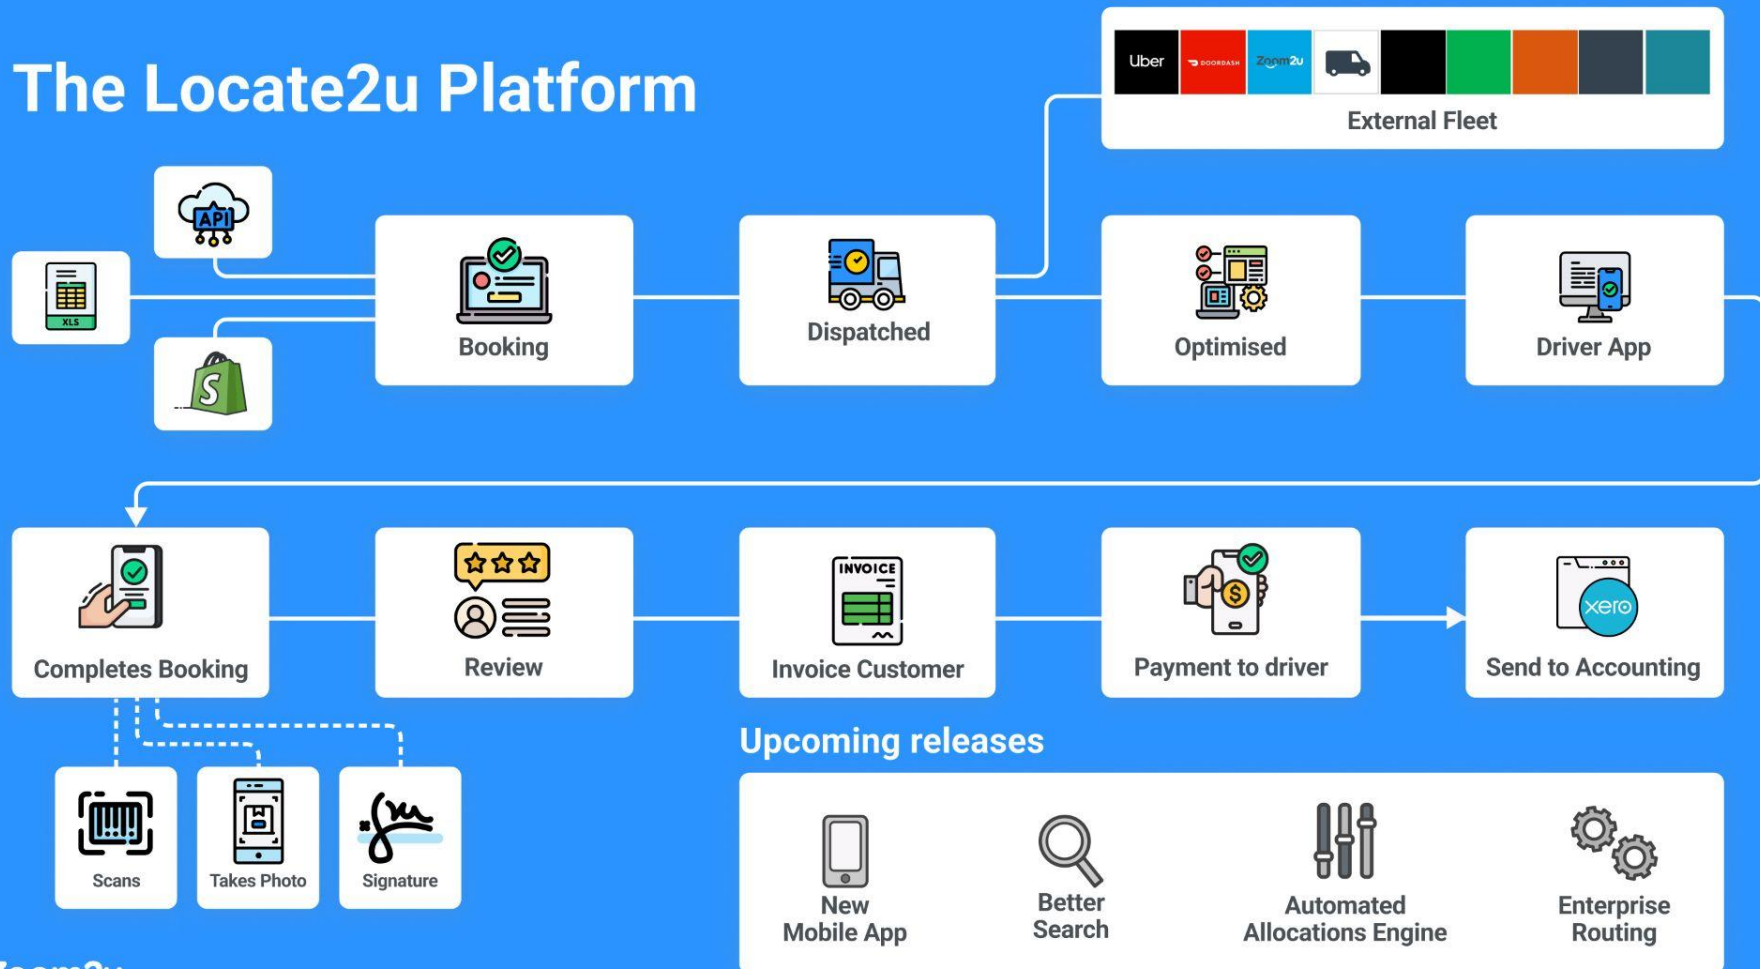 The Locate2u Platform
Uber
DOORDASH
Zoom2u
External Fleet
API
XLS
S
Booking
Dispatched
Optimised
Driver App
Completes Booking
Review
INVOICE
Invoice Customer
$
Payment to driver
xero
Send to Accounting
Scans
Takes Photo
Signature
Upcoming releases
New
Mobile App
Better
Search
Automated
Allocations Engine
Enterprise
Routing
Zoom2u